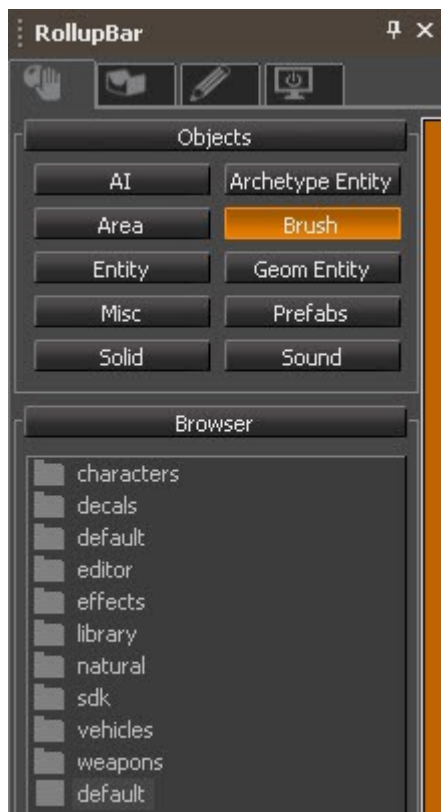 RollupBar
Objects
AI Archetype Entity
Area Brush
Entity Geom Entity
Misc Prefabs
Solid Sound
Browser
characters
decals
default
editor
effects
library
natural
sdk
vehicles
weapons
default